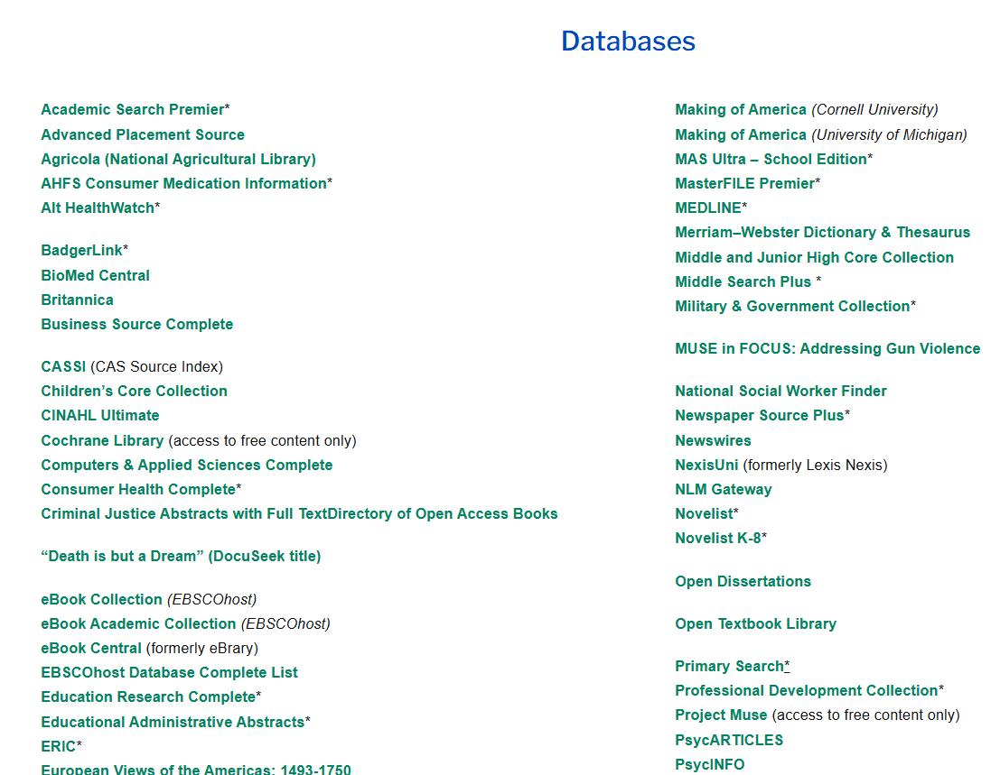 Databases
Academic Search Premier*
Advanced Placement Source
Agricola (National Agricultural Library)
AHFS Consumer Medication Information*
Alt HealthWatch*
BadgerLink*
BioMed Central
Britannica
Business Source Complete
CASSI (CAS Source Index)
Children’s Core Collection
CINAHL Ultimate
Cochrane Library (access to free content only)
Computers & Applied Sciences Complete
Consumer Health Complete*
Criminal Justice Abstracts with Full TextDirectory of Open Access Books
“Death is but a Dream” (DocuSeek title)
eBook Collection (EBSCOhost)
eBook Academic Collection (EBSCOhost)
eBook Central (formerly eBrary)
EBSCOhost Database Complete List
Education Research Complete*
Educational Administrative Abstracts*
ERIC*
European Views of the Americas: 1493-1750
Making of America (Cornell University)
Making of America (University of Michigan)
MAS Ultra – School Edition*
MasterFILE Premier*
MEDLINE*
Merriam–Webster Dictionary & Thesaurus
Middle and Junior High Core Collection
Middle Search Plus *
Military & Government Collection*
MUSE in FOCUS: Addressing Gun Violence
National Social Worker Finder
Newspaper Source Plus*
Newswires
NexisUni (formerly Lexis Nexis)
NLM Gateway
Novelist*
Novelist K-8*
Open Dissertations
Open Textbook Library
Primary Search*
Professional Development Collection*
Project Muse (access to free content only)
PsycARTICLES
PsycINFO